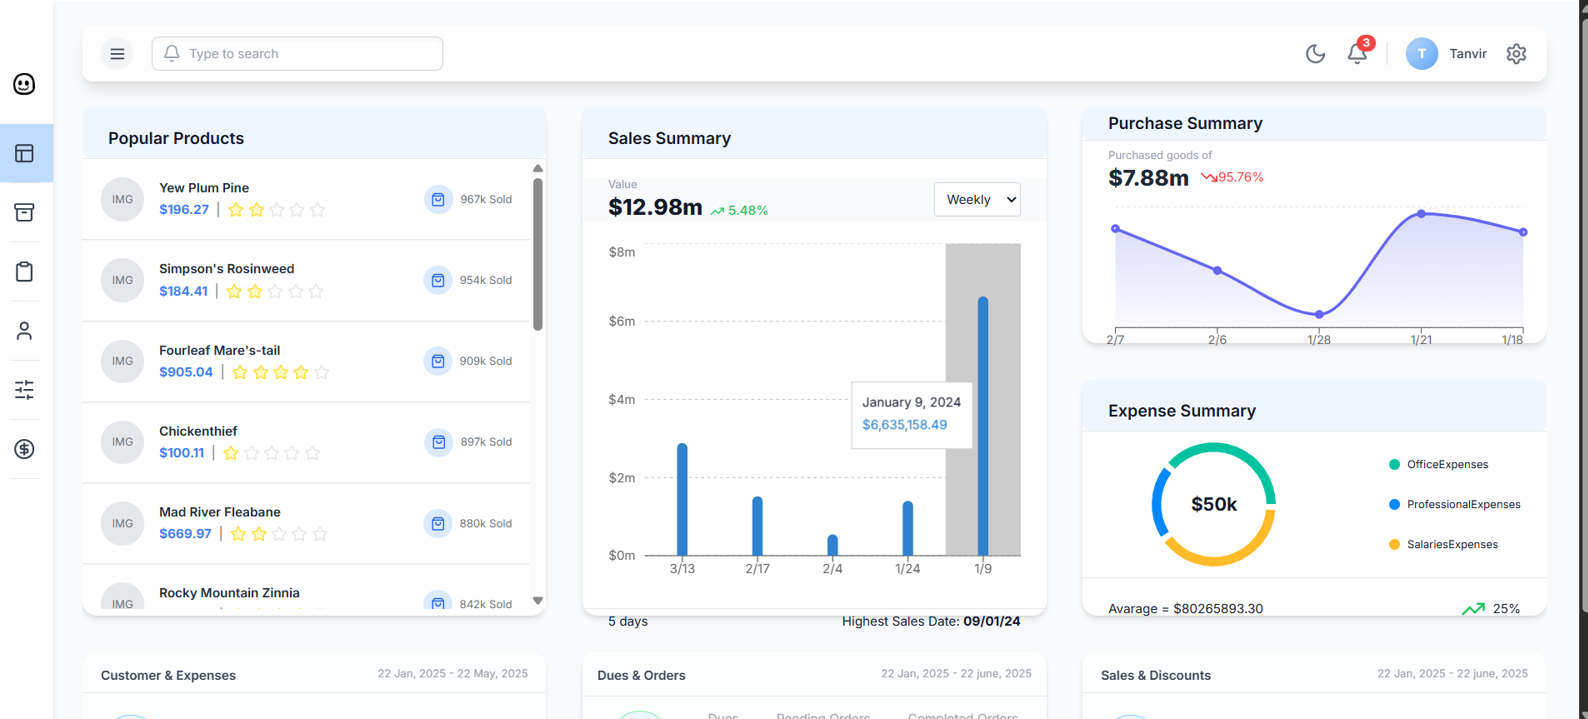 Type to search
3
T
Tanvir
Popular Products
IMG
Yew Plum Pine
$196.27 |
967k Sold
IMG
Simpson's Rosinweed
$184.41 |
954k Sold
IMG
Fourleaf Mare's-tail
$905.04 |
909k Sold
IMG
Chickenthief
$100.11 |
897k Sold
IMG
Mad River Fleabane
$669.97 |
880k Sold
IMG
Rocky Mountain Zinnia
842k Sold
Sales Summary
Value
$12.98m 5.48%
Weekly
$8m
$6m
$4m
$2m
$0m
January 9, 2024
$6,635,158.49
3/13 2/17 2/4 1/24 1/9
5 days
Highest Sales Date: 09/01/24
Purchase Summary
Purchased goods of
$7.88m 95.76%
2/7 2/6 1/28 1/21 1/18
Expense Summary
$50k
OfficeExpenses
ProfessionalExpenses
SalariesExpenses
Avarage = $80265893.30
25%
Customer & Expenses
22 Jan, 2025 - 22 May, 2025
Dues & Orders
22 Jan, 2025 - 22 june, 2025
Dues Pending Orders Completed Orders
Sales & Discounts
22 Jan, 2025 - 22 june, 2025